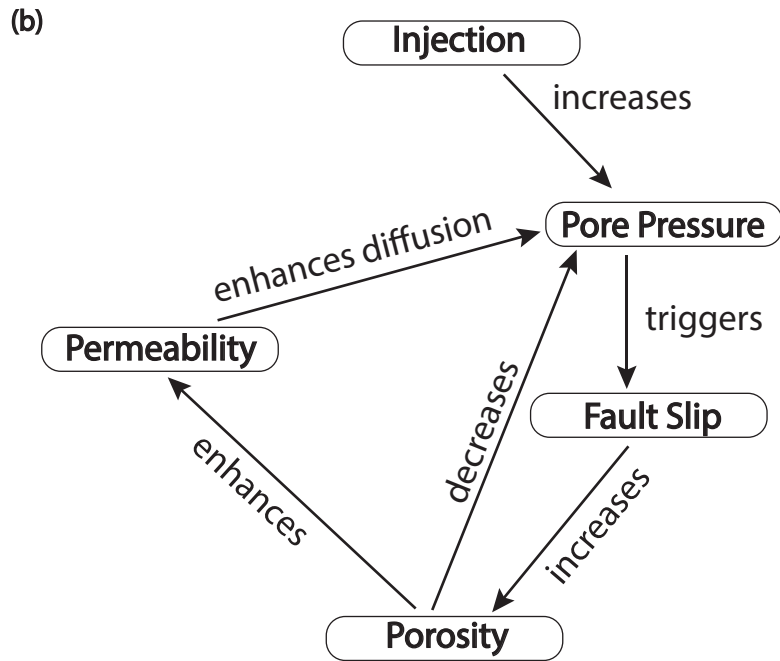 (b)
Injection
increases
Pore Pressure
enhances diffusion
triggers
Permeability
Fault Slip
decreases
enhances
increases
Porosity